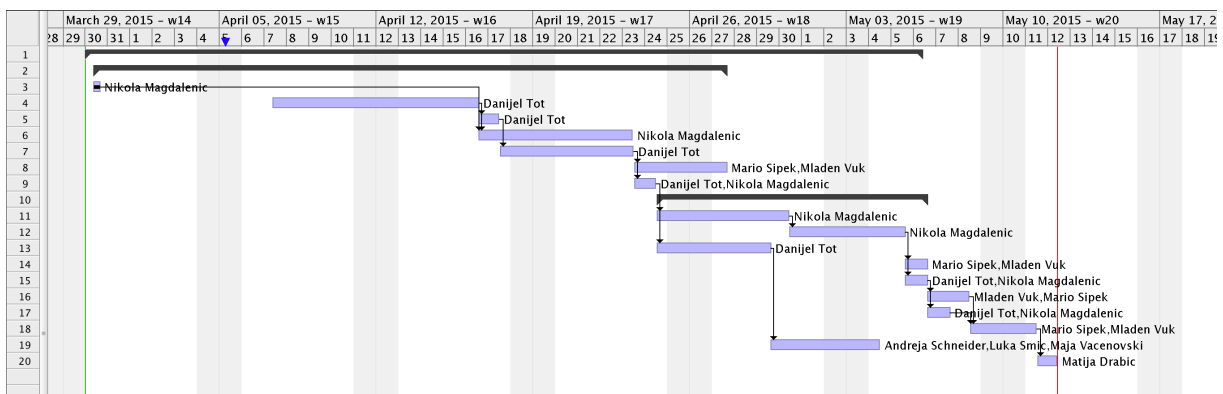 March 29, 2015 - w14 April 05, 2015 - w15 April 12, 2015 - w16 April 19, 2015 - w17 April 26, 2015 - w18 May 03, 2015 - w19 May 10, 2015 - w20 May 17, 2
28 29 30 31 1 2 3 4 5 6 7 8 9 10 11 12 13 14 15 16 17 18 19 20 21 22 23 24 25 26 27 28 29 30 1 2 3 4 5 6 7 8 9 10 11 12 13 14 15 16 17 18 19
1
2
3 Nikola Magdalenic
4 Danijel Tot
5 Danijel Tot
6 Nikola Magdalenic
7 Danijel Tot
8 Mario Sipek,Mladen Vuk
9 Danijel Tot,Nikola Magdalenic
10
11 Nikola Magdalenic
12 Nikola Magdalenic
13 Danijel Tot
14 Mario Sipek,Mladen Vuk
15 Danijel Tot,Nikola Magdalenic
16 Mladen Vuk,Mario Sipek
17 Danijel Tot,Nikola Magdalenic
18 Mario Sipek,Mladen Vuk
19 Andreja Schneider,Luka Smic,Maja Vacenovski
20 Matija Drabic